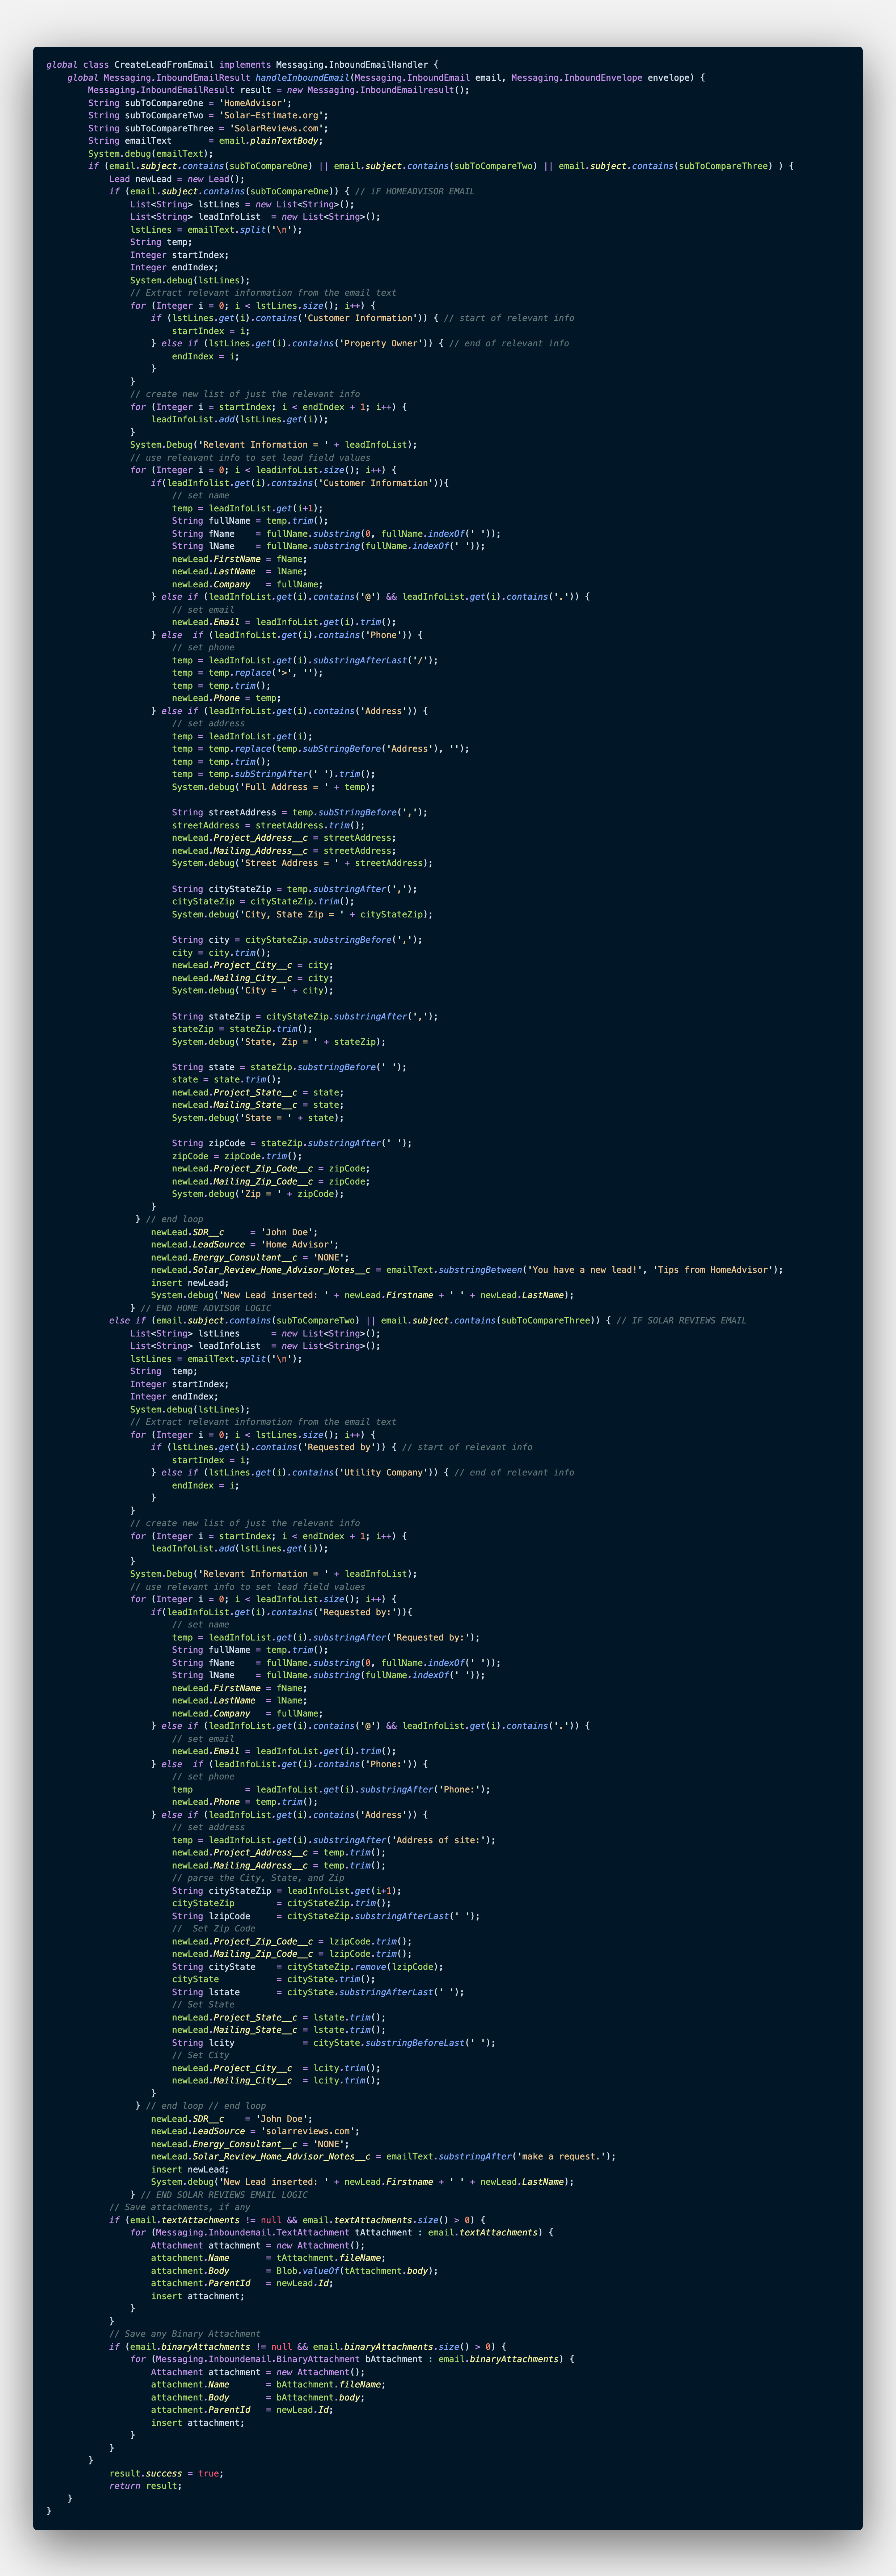 global class CreateLeadFromEmail implements Messaging.InboundEmailHandler {
    global Messaging.InboundEmailResult handleInboundEmail(Messaging.InboundEmail email, Messaging.InboundEnvelope envelope) {
        Messaging.InboundEmailResult result = new Messaging.InboundEmailresult();
        String subToCompareOne = 'HomeAdvisor';
        String subToCompareTwo = 'Solar-Estimate.org';
        String subToCompareThree = 'SolarReviews.com';
        String emailText       = email.plainTextBody;
        System.debug(emailText);
        if (email.subject.contains(subToCompareOne) || email.subject.contains(subToCompareTwo) || email.subject.contains(subToCompareThree) ) {
            Lead newLead = new Lead();
            if (email.subject.contains(subToCompareOne)) { // iF HOMEADVISOR EMAIL
                List<String> lstLines = new List<String>();
                List<String> leadInfoList  = new List<String>();
                lstLines = emailText.split('\n');
                String temp;
                Integer startIndex;
                Integer endIndex;
                System.debug(lstLines);
                // Extract relevant information from the email text
                for (Integer i = 0; i < lstLines.size(); i++) {
                    if (lstLines.get(i).contains('Customer Information')) { // start of relevant info
                        startIndex = i;
                    } else if (lstLines.get(i).contains('Property Owner')) { // end of relevant info
                        endIndex = i;
                    }
                }
                // create new list of just the relevant info
                for (Integer i = startIndex; i < endIndex + 1; i++) {
                    leadInfoList.add(lstLines.get(i));
                }
                System.Debug('Relevant Information = ' + leadInfoList);
                // use releavant info to set lead field values
                for (Integer i = 0; i < leadinfoList.size(); i++) {
                    if(leadInfolist.get(i).contains('Customer Information')){
                        // set name
                        temp = leadInfoList.get(i+1);
                        String fullName = temp.trim();
                        String fName    = fullName.substring(0, fullName.indexOf(' '));
                        String lName    = fullName.substring(fullName.indexOf(' '));
                        newLead.FirstName = fName;
                        newLead.LastName  = lName;
                        newLead.Company   = fullName;
                    } else if (leadInfoList.get(i).contains('@') && leadInfoList.get(i).contains('.')) {
                        // set email
                        newLead.Email = leadInfoList.get(i).trim();
                    } else  if (leadInfoList.get(i).contains('Phone')) {
                        // set phone
                        temp = leadInfoList.get(i).substringAfterLast('/');
                        temp = temp.replace('>', '');
                        temp = temp.trim();
                        newLead.Phone = temp;
                    } else if (leadInfoList.get(i).contains('Address')) {
                        // set address
                        temp = leadInfoList.get(i);
                        temp = temp.replace(temp.subStringBefore('Address'), '');
                        temp = temp.trim();
                        temp = temp.subStringAfter(' ').trim();
                        System.debug('Full Address = ' + temp);

                        String streetAddress = temp.subStringBefore(',');
                        streetAddress = streetAddress.trim();
                        newLead.Project_Address__c = streetAddress;
                        newLead.Mailing_Address__c = streetAddress;
                        System.debug('Street Address = ' + streetAddress);

                        String cityStateZip = temp.substringAfter(',');
                        cityStateZip = cityStateZip.trim();
                        System.debug('City, State Zip = ' + cityStateZip);

                        String city = cityStateZip.substringBefore(',');
                        city = city.trim();
                        newLead.Project_City__c = city;
                        newLead.Mailing_City__c = city;
                        System.debug('City = ' + city);

                        String stateZip = cityStateZip.substringAfter(',');
                        stateZip = stateZip.trim();
                        System.debug('State, Zip = ' + stateZip);

                        String state = stateZip.substringBefore(' ');
                        state = state.trim();
                        newLead.Project_State__c = state;
                        newLead.Mailing_State__c = state;
                        System.debug('State = ' + state);

                        String zipCode = stateZip.substringAfter(' ');
                        zipCode = zipCode.trim();
                        newLead.Project_Zip_Code__c = zipCode;
                        newLead.Mailing_Zip_Code__c = zipCode;
                        System.debug('Zip = ' + zipCode);
                    }
                 } // end loop
                    newLead.SDR__c     = 'John Doe';
                    newLead.LeadSource = 'Home Advisor';
                    newLead.Energy_Consultant__c = 'NONE';
                    newLead.Solar_Review_Home_Advisor_Notes__c = emailText.substringBetween('You have a new lead!', 'Tips from HomeAdvisor');
                    insert newLead;
                    System.debug('New Lead inserted: ' + newLead.Firstname + ' ' + newLead.LastName);
                } // END HOME ADVISOR LOGIC
            else if (email.subject.contains(subToCompareTwo) || email.subject.contains(subToCompareThree)) { // IF SOLAR REVIEWS EMAIL
                List<String> lstLines      = new List<String>();
                List<String> leadInfoList  = new List<String>();
                lstLines = emailText.split('\n');
                String  temp;
                Integer startIndex;
                Integer endIndex;
                System.debug(lstLines);
                // Extract relevant information from the email text
                for (Integer i = 0; i < lstLines.size(); i++) {
                    if (lstLines.get(i).contains('Requested by')) { // start of relevant info
                        startIndex = i;
                    } else if (lstLines.get(i).contains('Utility Company')) { // end of relevant info
                        endIndex = i;
                    }
                }
                // create new list of just the relevant info
                for (Integer i = startIndex; i < endIndex + 1; i++) {
                    leadInfoList.add(lstLines.get(i));
                }
                System.Debug('Relevant Information = ' + leadInfoList);
                // use relevant info to set lead field values
                for (Integer i = 0; i < leadInfoList.size(); i++) {
                    if(leadInfoList.get(i).contains('Requested by:')){
                        // set name
                        temp = leadInfoList.get(i).substringAfter('Requested by:');
                        String fullName = temp.trim();
                        String fName    = fullName.substring(0, fullName.indexOf(' '));
                        String lName    = fullName.substring(fullName.indexOf(' '));
                        newLead.FirstName = fName;
                        newLead.LastName  = lName;
                        newLead.Company   = fullName;
                    } else if (leadInfoList.get(i).contains('@') && leadInfoList.get(i).contains('.')) {
                        // set email
                        newLead.Email = leadInfoList.get(i).trim();
                    } else  if (leadInfoList.get(i).contains('Phone:')) {
                        // set phone
                        temp          = leadInfoList.get(i).substringAfter('Phone:');
                        newLead.Phone = temp.trim();
                    } else if (leadInfoList.get(i).contains('Address')) {
                        // set address
                        temp = leadInfoList.get(i).substringAfter('Address of site:');
                        newLead.Project_Address__c = temp.trim();
                        newLead.Mailing_Address__c = temp.trim();
                        // parse the City, State, and Zip
                        String cityStateZip = leadInfoList.get(i+1);
                        cityStateZip        = cityStateZip.trim();
                        String lzipCode     = cityStateZip.substringAfterLast(' ');
                        //  Set Zip Code
                        newLead.Project_Zip_Code__c = lzipCode.trim();
                        newLead.Mailing_Zip_Code__c = lzipCode.trim();
                        String cityState    = cityStateZip.remove(lzipCode);
                        cityState           = cityState.trim();
                        String lstate       = cityState.substringAfterLast(' ');
                        // Set State
                        newLead.Project_State__c = lstate.trim();
                        newLead.Mailing_State__c = lstate.trim();
                        String lcity             = cityState.substringBeforeLast(' ');
                        // Set City
                        newLead.Project_City__c  = lcity.trim();
                        newLead.Mailing_City__c  = lcity.trim();
                    }
                 } // end loop // end loop
                    newLead.SDR__c    = 'John Doe';
                    newLead.LeadSource = 'solarreviews.com';
                    newLead.Energy_Consultant__c = 'NONE';
                    newLead.Solar_Review_Home_Advisor_Notes__c = emailText.substringAfter('make a request.');
                    insert newLead;
                    System.debug('New Lead inserted: ' + newLead.Firstname + ' ' + newLead.LastName);
                } // END SOLAR REVIEWS EMAIL LOGIC
            // Save attachments, if any
            if (email.textAttachments != null && email.textAttachments.size() > 0) {
                for (Messaging.Inboundemail.TextAttachment tAttachment : email.textAttachments) {
                    Attachment attachment = new Attachment();
                    attachment.Name       = tAttachment.fileName;
                    attachment.Body       = Blob.valueOf(tAttachment.body);
                    attachment.ParentId   = newLead.Id;
                    insert attachment;
                }
            }
            // Save any Binary Attachment
            if (email.binaryAttachments != null && email.binaryAttachments.size() > 0) {
                for (Messaging.Inboundemail.BinaryAttachment bAttachment : email.binaryAttachments) {
                    Attachment attachment = new Attachment();
                    attachment.Name       = bAttachment.fileName;
                    attachment.Body       = bAttachment.body;
                    attachment.ParentId   = newLead.Id;
                    insert attachment;
                }
            }
        }
            result.success = true;
            return result;
    }
}